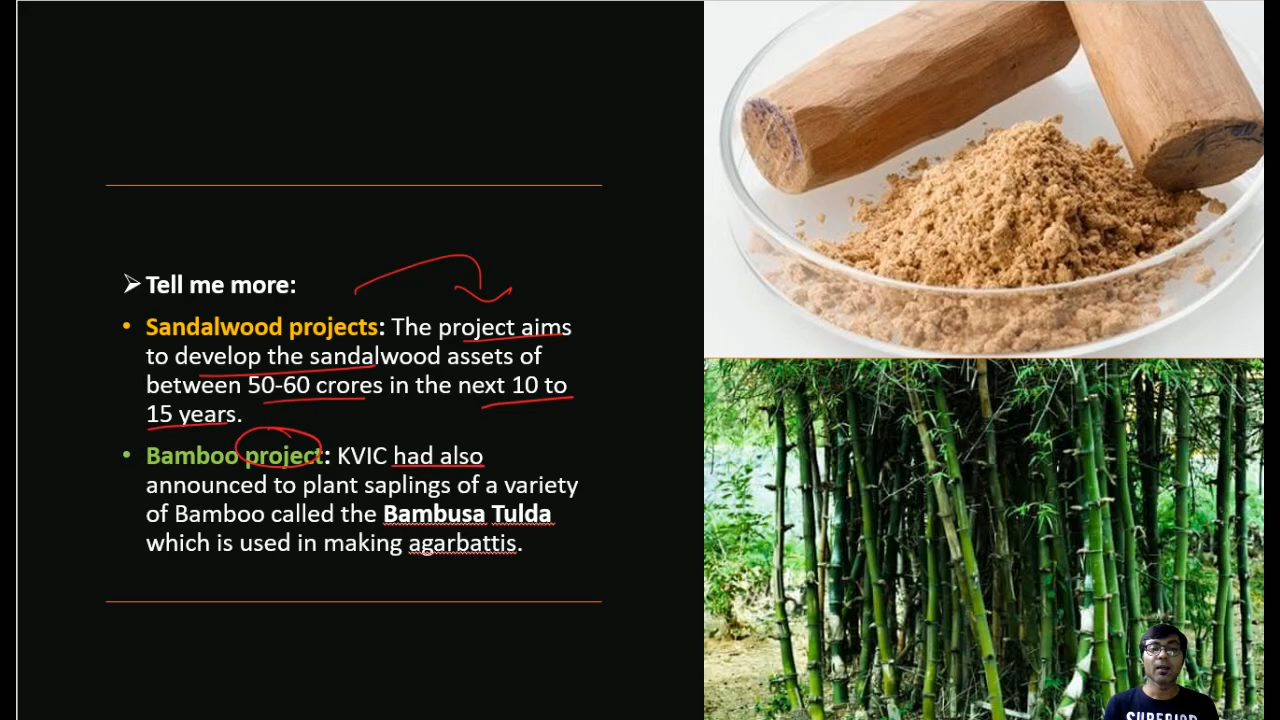 Tell me more:
Sandalwood projects: The project aims
to develop the sandalwood assets of
between 50-60 crores in the next 10 to
15 years.
Bamboo project: KVIC had also
announced to plant saplings of a variety
of Bamboo called the Bambusa Tulda
which is used in making agarbattis.
SUPERIOR